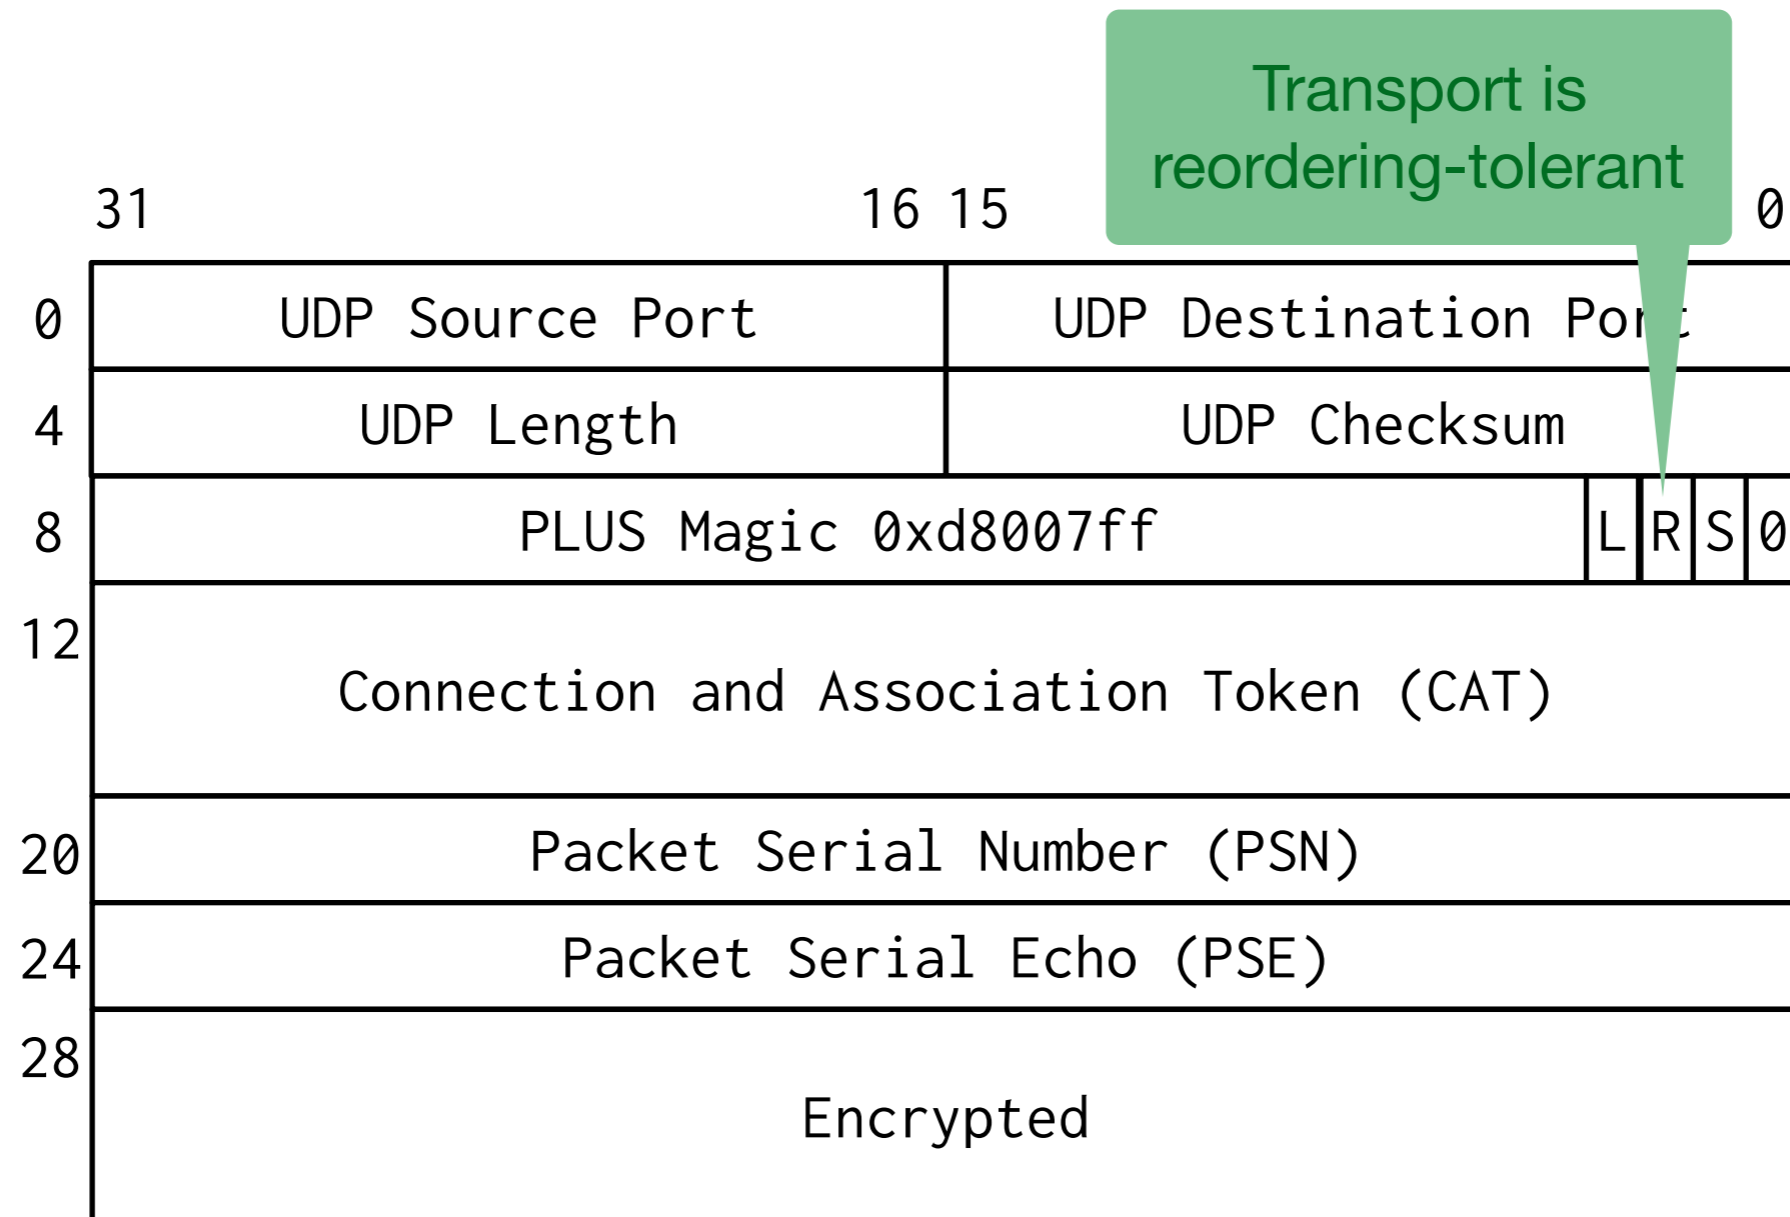 Transport is
reordering-tolerant
31 16 15 0
0 UDP Source Port UDP Destination Port
4 UDP Length UDP Checksum
8 PLUS Magic 0xd8007ff L R S 0
12
Connection and Association Token (CAT)
20 Packet Serial Number (PSN)
24 Packet Serial Echo (PSE)
28
Encrypted